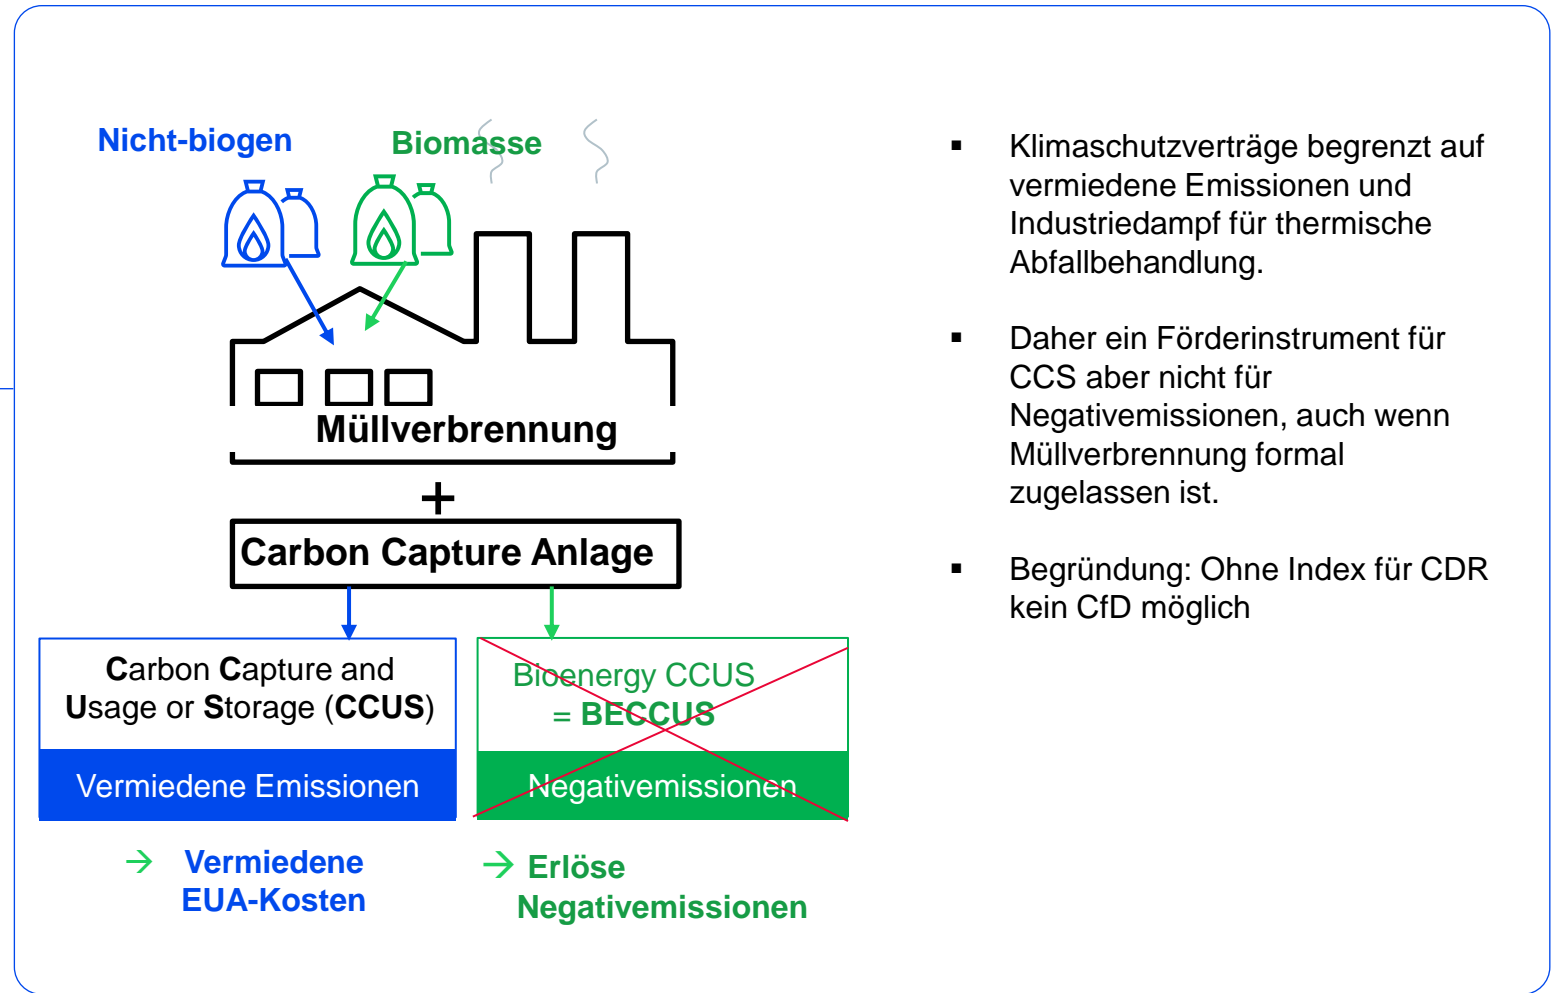 Nicht-biogen
Biomasse
Müllverbrennung
+
Carbon Capture Anlage
Carbon Capture and
Usage or Storage (CCUS)
Vermiedene Emissionen
→ Vermiedene
EUA-Kosten
Bioenergy CCUS
= BECCUS
Negativemissionen
→ Erlöse
Negativemissionen
▪ Klimaschutzverträge begrenzt auf
vermiedene Emissionen und
Industriedampf für thermische
Abfallbehandlung.
▪ Daher ein Förderinstrument für
CCS aber nicht für
Negativemissionen, auch wenn
Müllverbrennung formal
zugelassen ist.
▪ Begründung: Ohne Index für CDR
kein CfD möglich